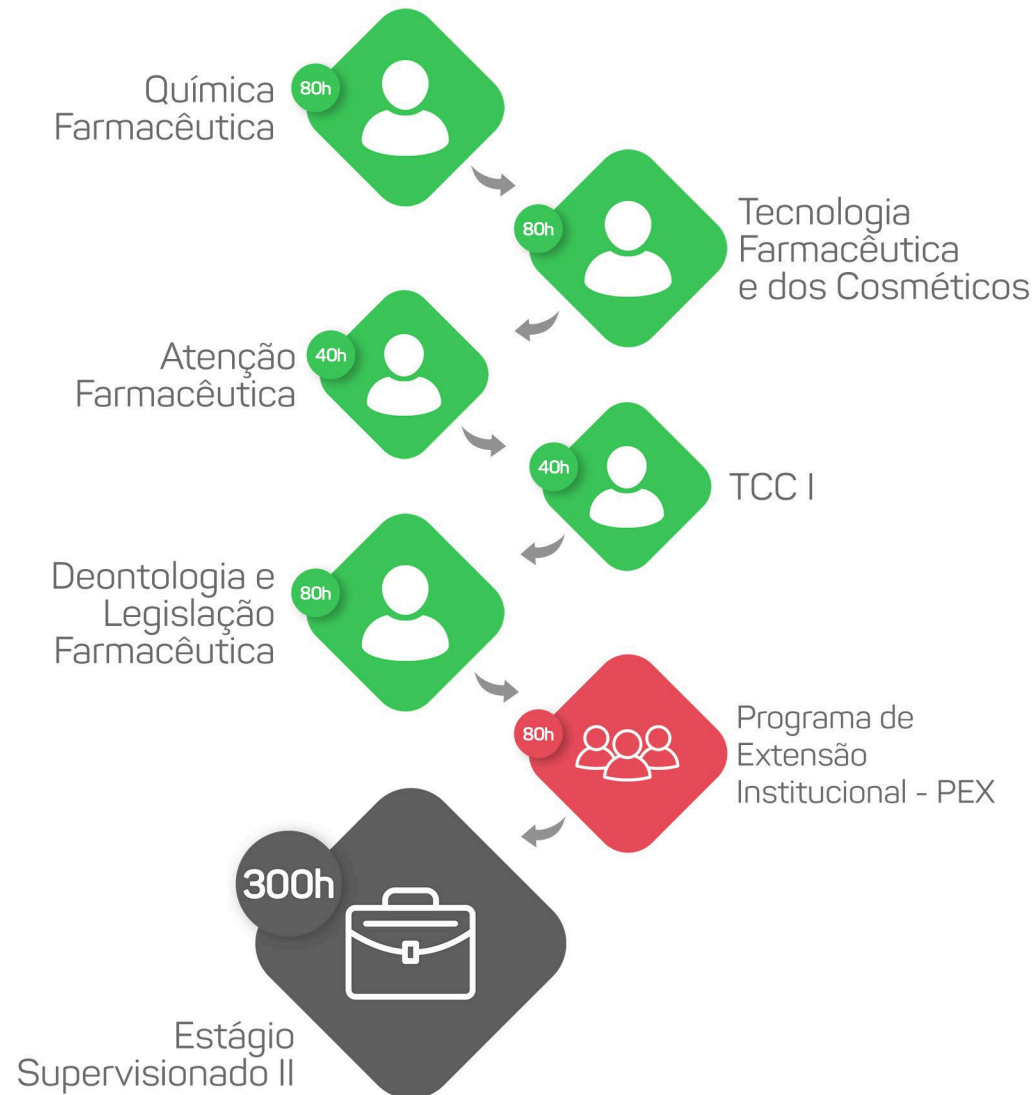 Química
Farmacêutica
80h
80h
Tecnologia
Farmacêutica
e dos Cosméticos
Atenção
Farmacêutica
40h
40h
TCC I
Deontologia e
Legislação
Farmacêutica
80h
80h
Programa de
Extensão
Institucional - PEX
300h
Estágio
Supervisionado II